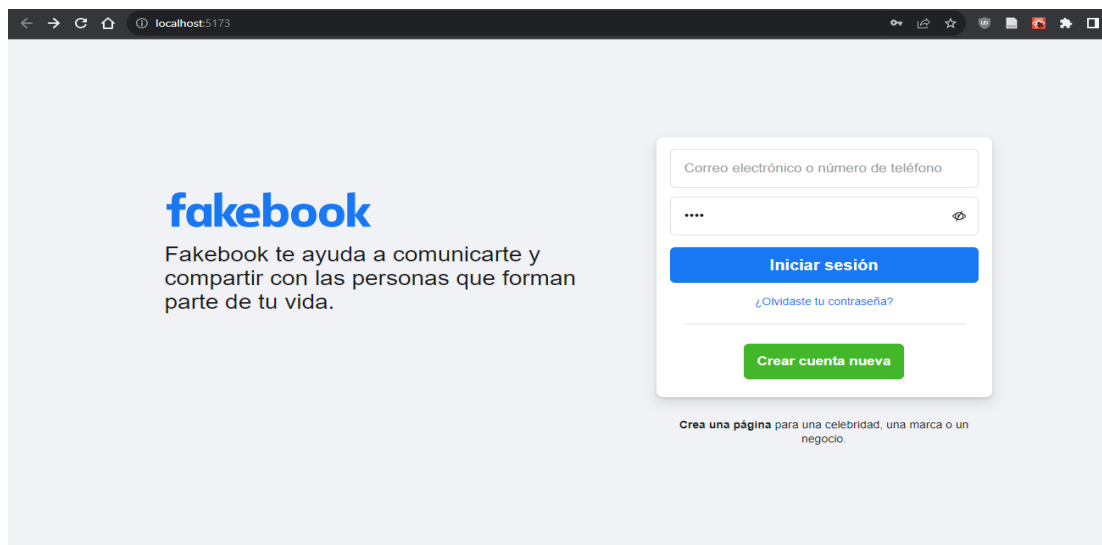 localhost:5173
fakebook
Fakebook te ayuda a comunicarte y
compartir con las personas que forman
parte de tu vida.
Correo electrónico o número de teléfono
••••
Iniciar sesión
¿Olvidaste tu contraseña?
Crear cuenta nueva
Crea una página para una celebridad, una marca o un
negocio.